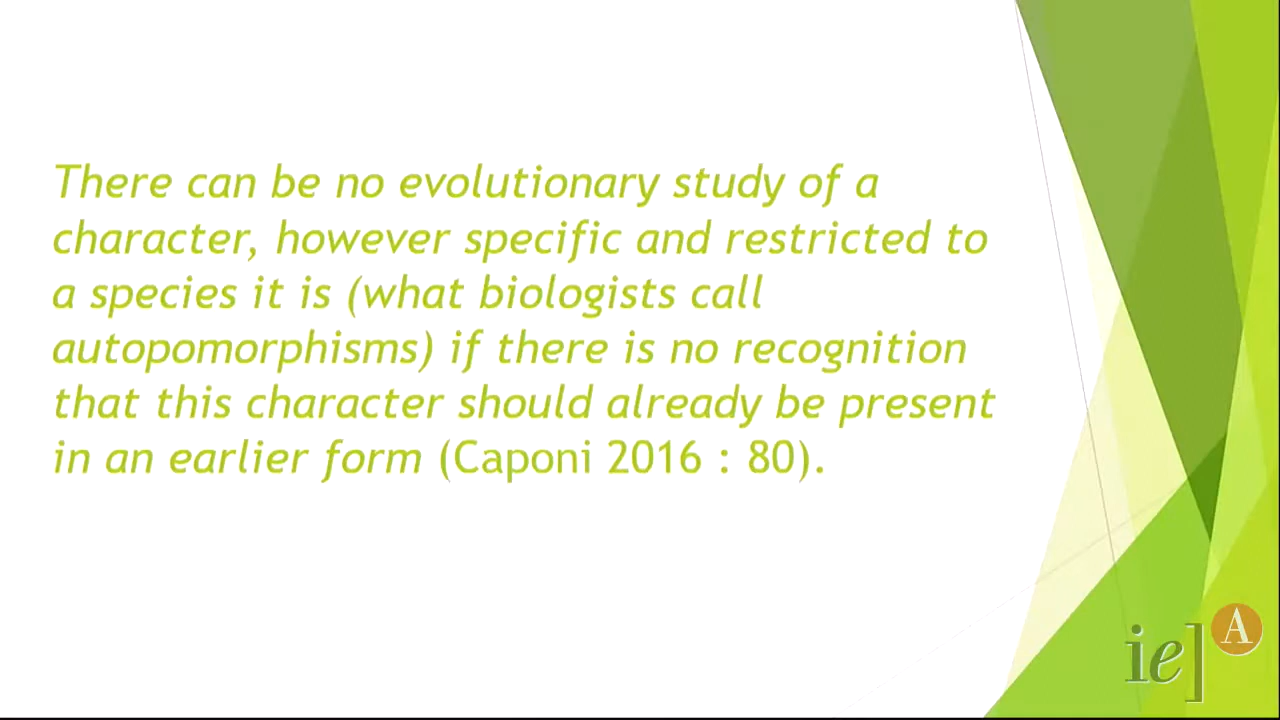 There can be no evolutionary study of a
character, however specific and restricted to
a species it is (what biologists call
autopomorphisms) if there is no recognition
that this character should already be present
in an earlier form (Caponi 2016 : 80).
ie] A